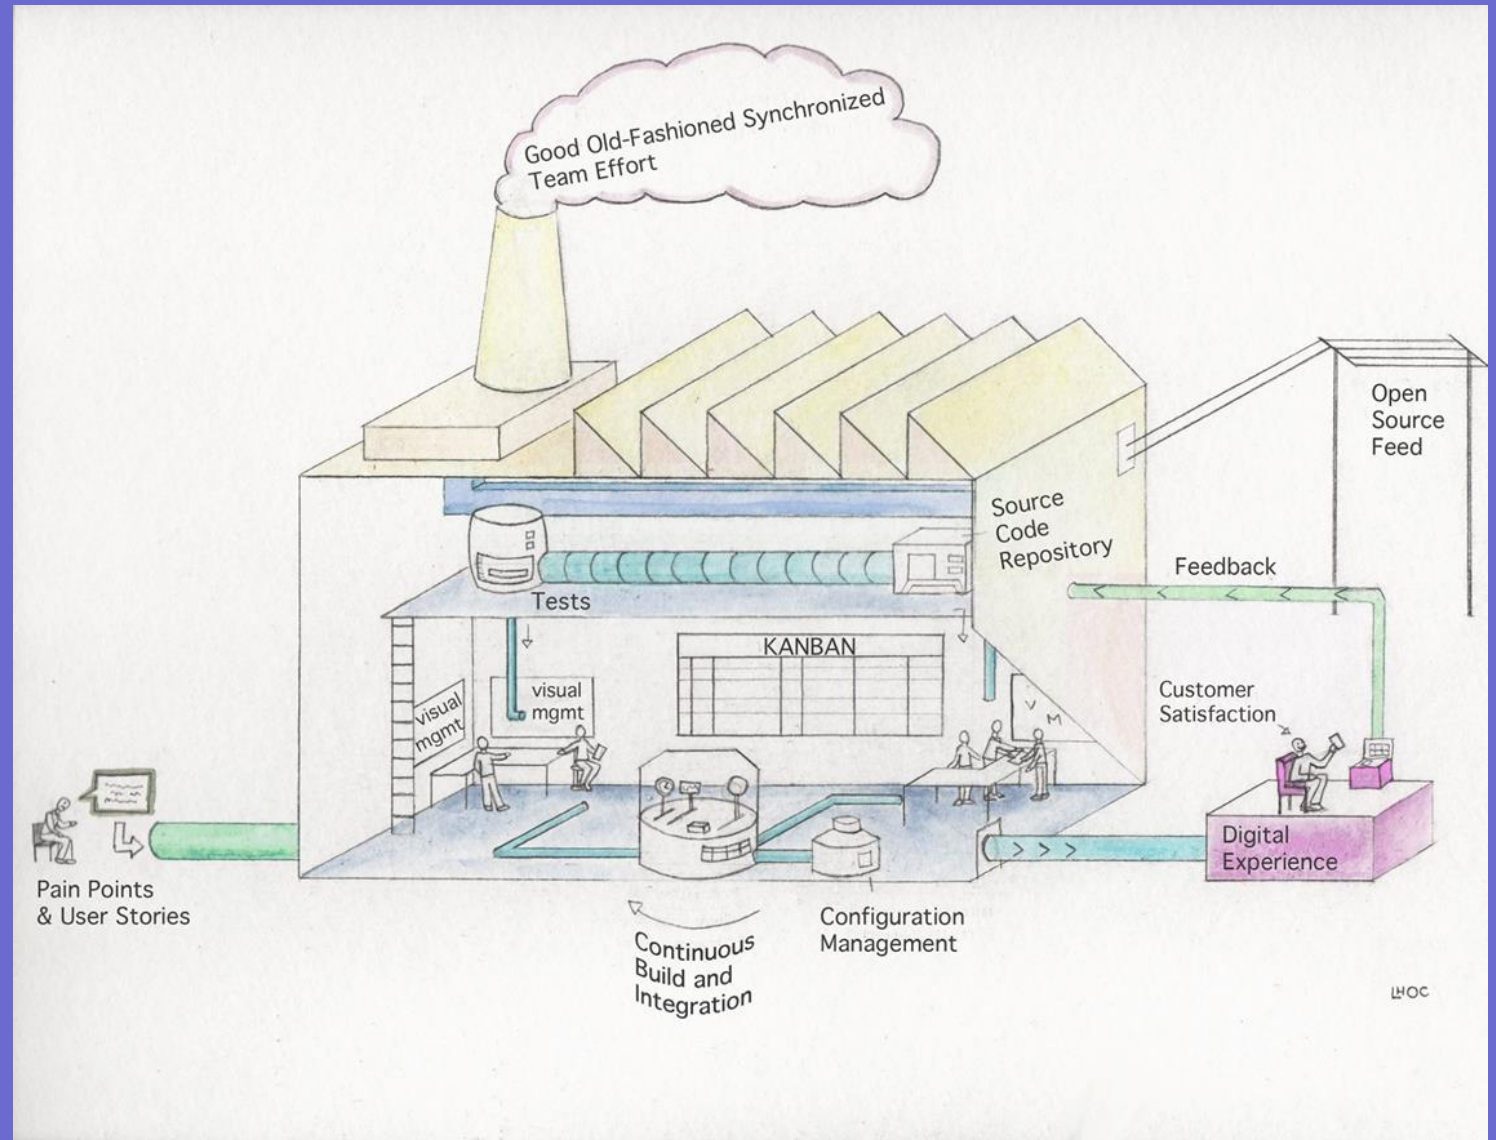 Good Old-Fashioned Synchronized
Team Effort
Open
Source
Feed
Source
Code
Repository
Feedback
Tests
KANBAN
visual
mgmt
visual
mgmt
V
M
Customer
Satisfaction
Digital
Experience
Pain Points
& User Stories
Configuration
Management
Continuous
Build and
Integration
LHOC